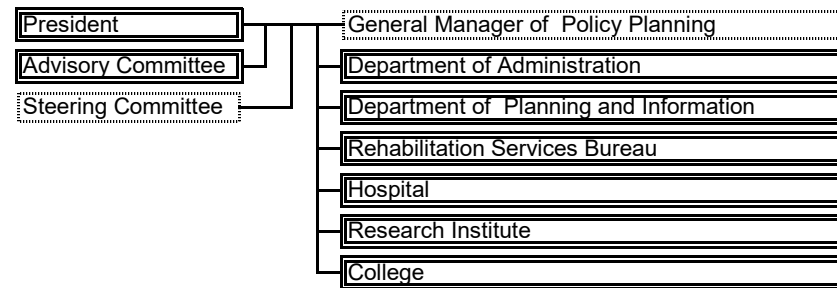 President
Advisory Committee
Steering Committee
General Manager of  Policy Planning
Department of Administration
Department of  Planning and Information
Rehabilitation Services Bureau
Hospital
Research Institute
College